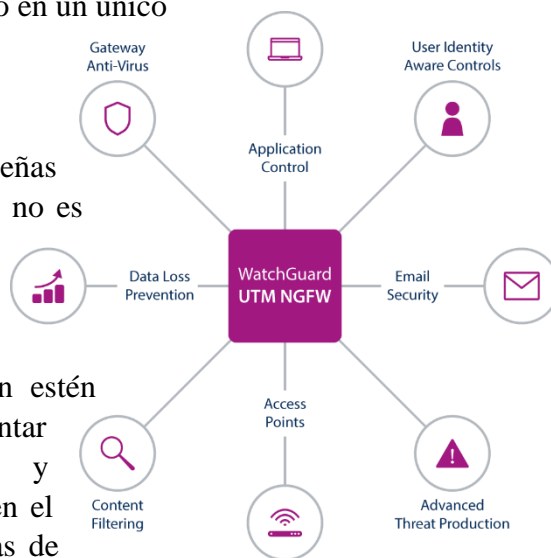 o en un único
Gateway
Anti-Virus
User Identity
Aware Controls
Application
Control
eñas
no es
Data Loss
Prevention
WatchGuard
UTM NGFW
Email
Security
n estén
ntar
y
en el
as de
Access
Points
Content
Filtering
Advanced
Threat Production